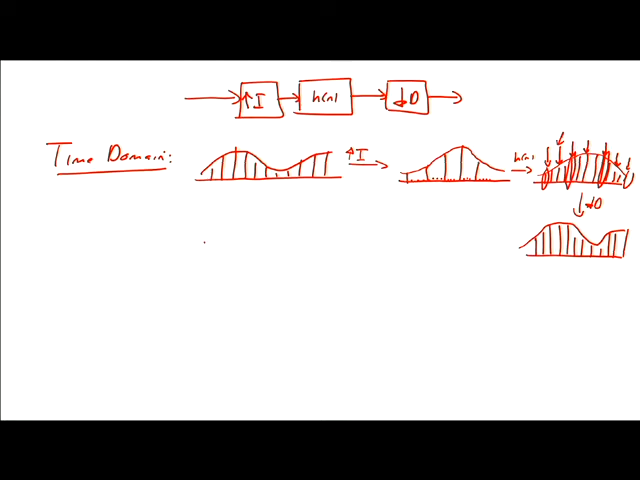 ↑I h(n) ↓D
Time Domain: ↑I h(n)
↓D